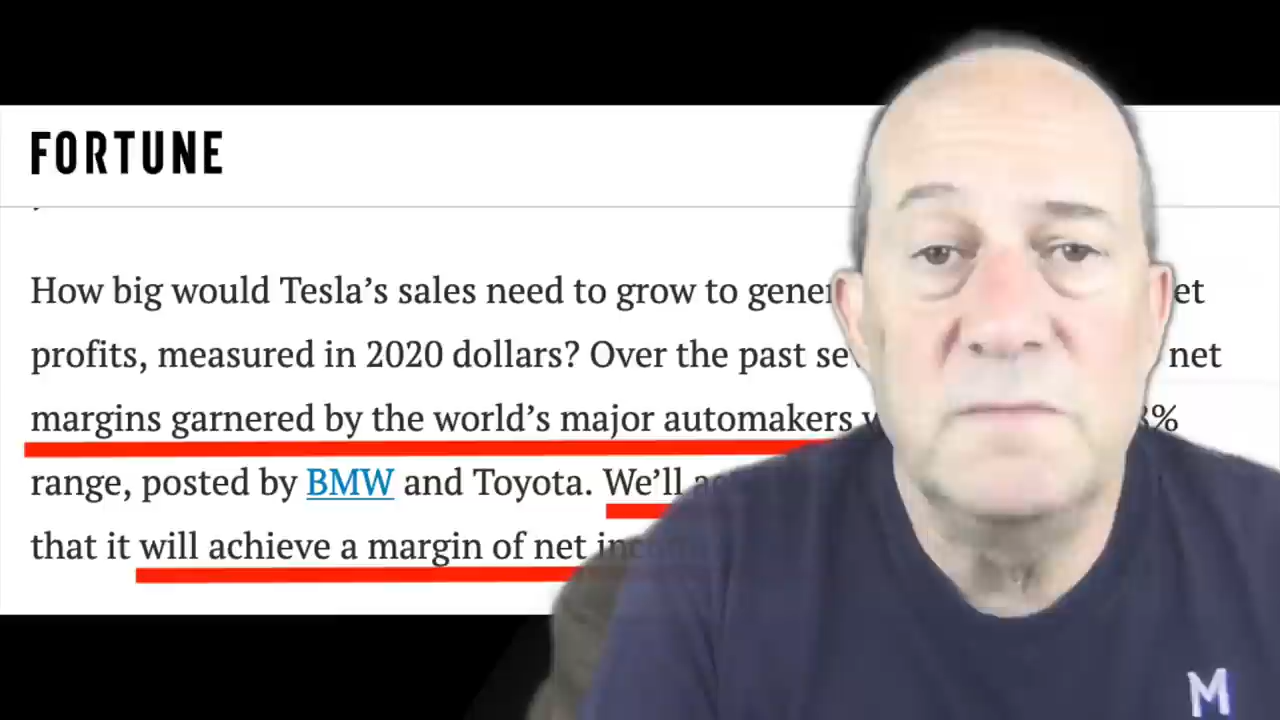 FORTUNE
How big would Tesla's sales need to grow to gener et
profits, measured in 2020 dollars? Over the past se net
margins garnered by the world's major automakers %
range, posted by BMW and Toyota. We'll
that it will achieve a margin of net
M